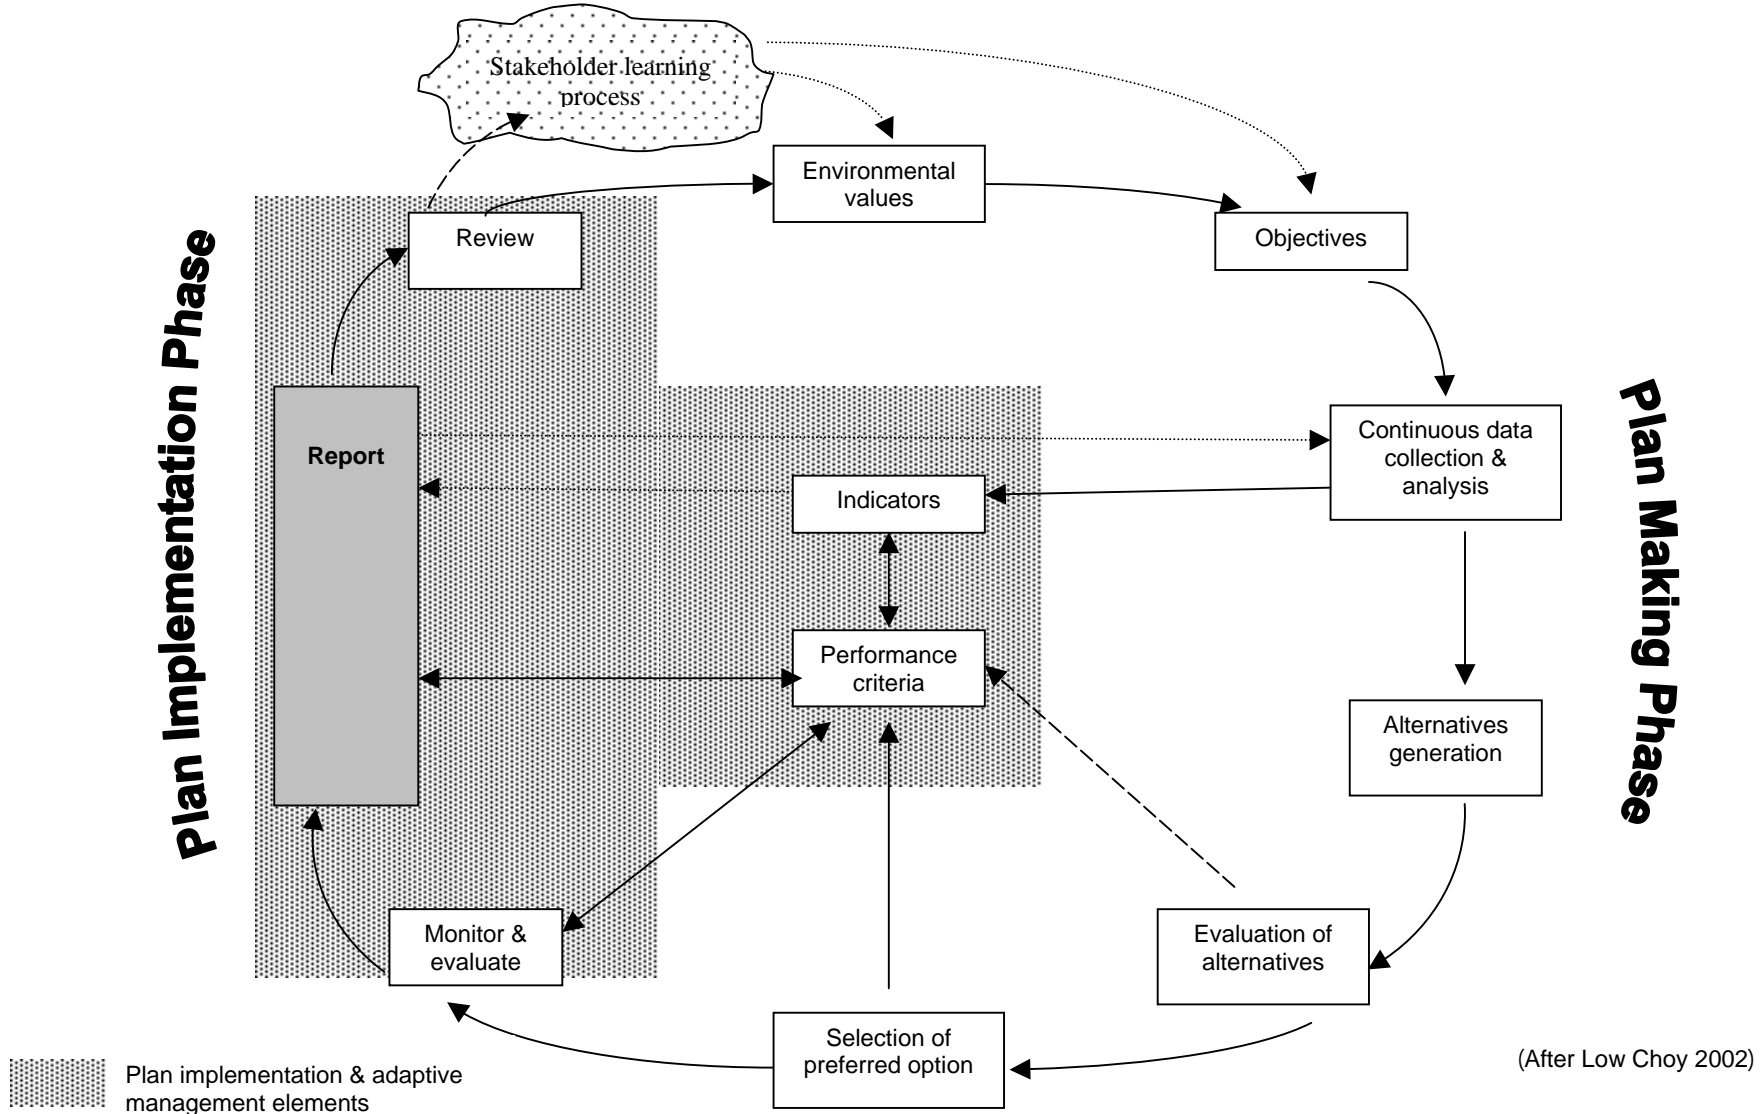 Stakeholder learning
process
Environmental
values
Review
Objectives
Plan Implementation Phase
Report
Continuous data
collection &
analysis
Indicators
Plan Making Phase
Performance
criteria
Alternatives
generation
Monitor &
evaluate
Evaluation of
alternatives
Selection of
preferred option
(After Low Choy 2002)
Plan implementation & adaptive
management elements